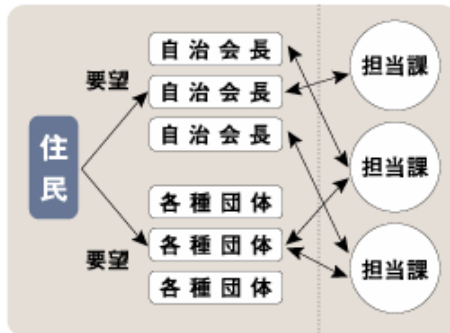 自治会長
要望
自治会長
自治会長
住民
各種団体
各種団体
要望
各種団体
担当課
担当課
担当課